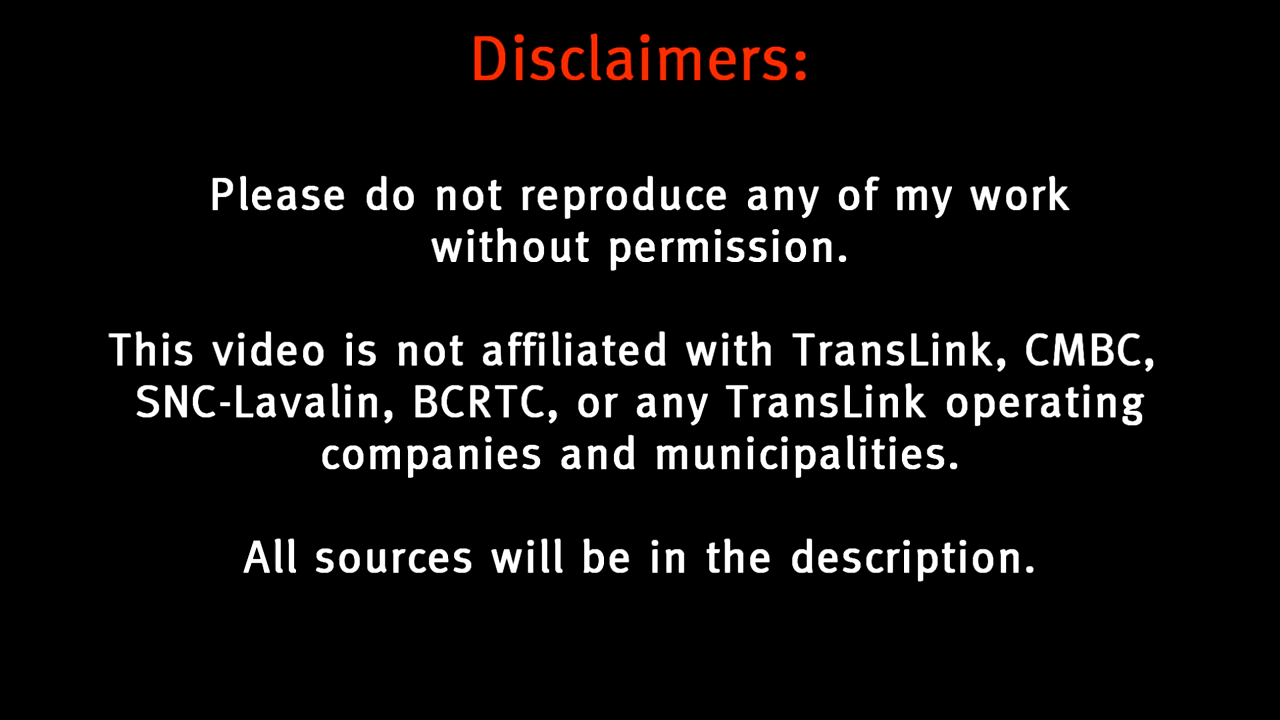 Disclaimers:
Please do not reproduce any of my work
without permission.
This video is not affiliated with TransLink, CMBC,
SNC-Lavalin, BCRTC, or any TransLink operating
companies and municipalities.
All sources will be in the description.